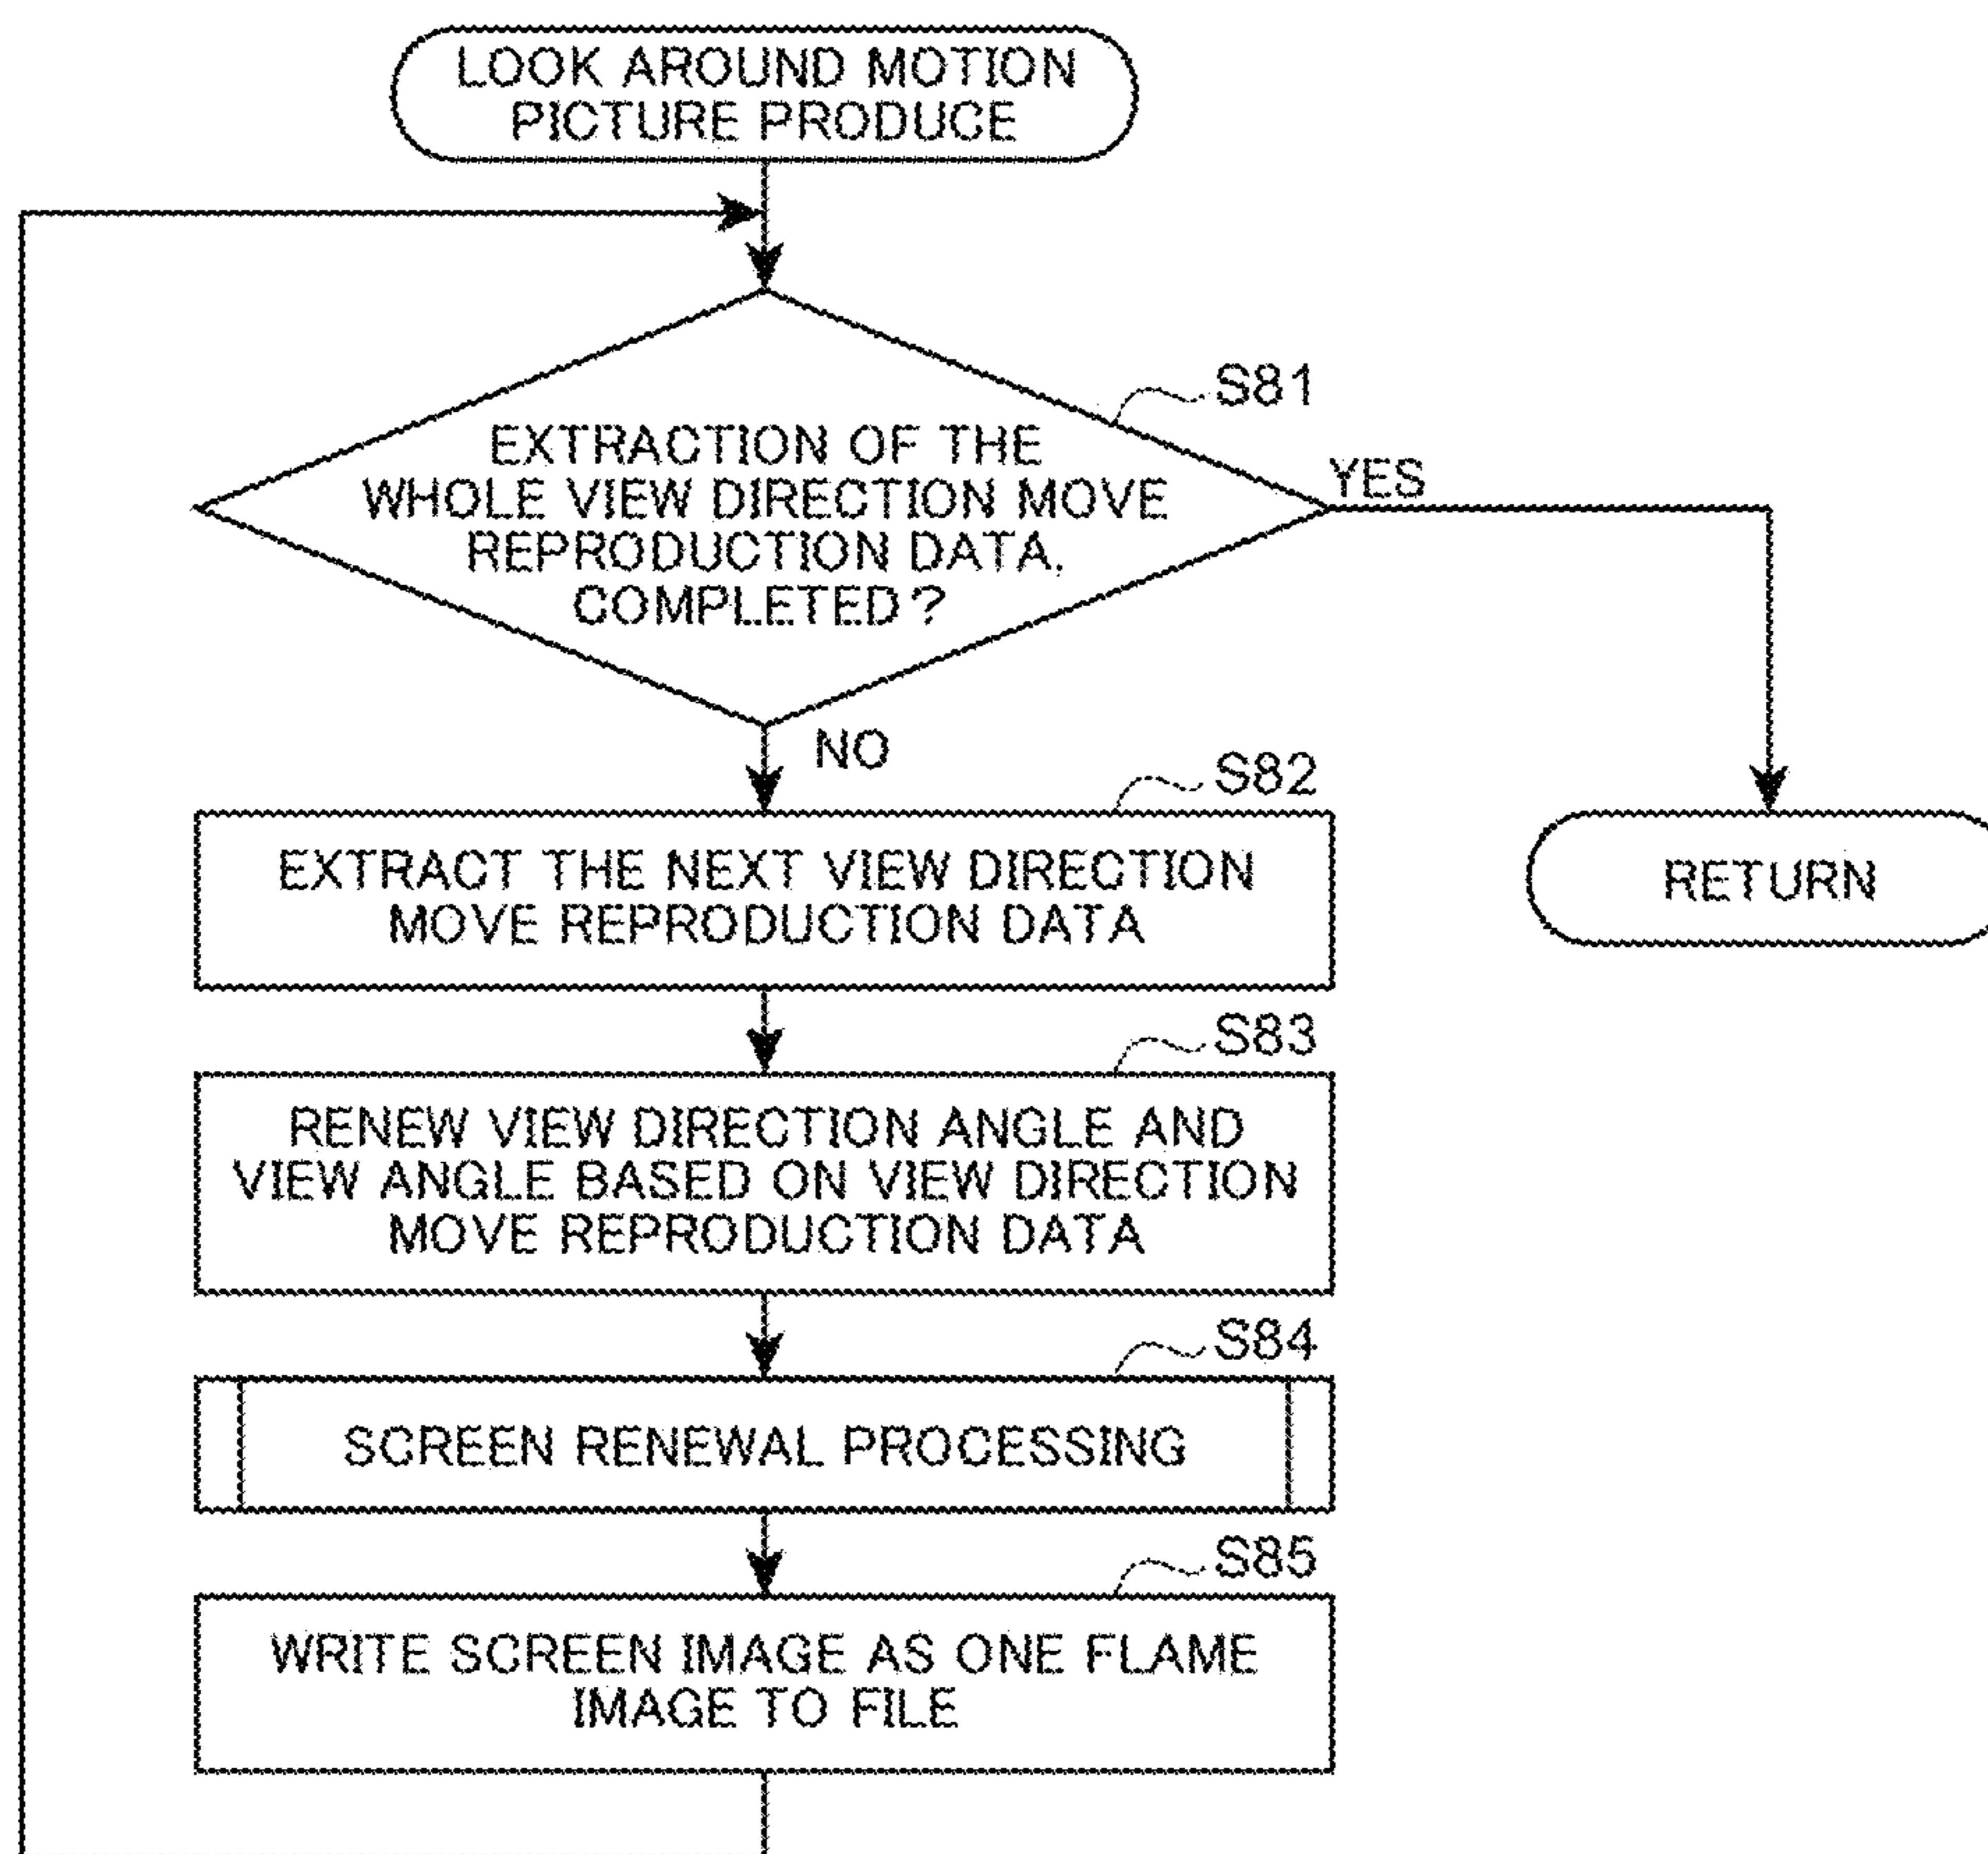 LOOK AROUND MOTION
PICTURE PRODUCE
S81
EXTRACTION OF THE
WHOLE VIEW DIRECTION MOVE
REPRODUCTION DATA,
COMPLETED?
YES
NO
S82
EXTRACT THE NEXT VIEW DIRECTION
MOVE REPRODUCTION DATA
RETURN
S83
RENEW VIEW DIRECTION ANGLE AND
VIEW ANGLE BASED ON VIEW DIRECTION
MOVE REPRODUCTION DATA
S84
SCREEN RENEWAL PROCESSING
S85
WRITE SCREEN IMAGE AS ONE FLAME
IMAGE TO FILE